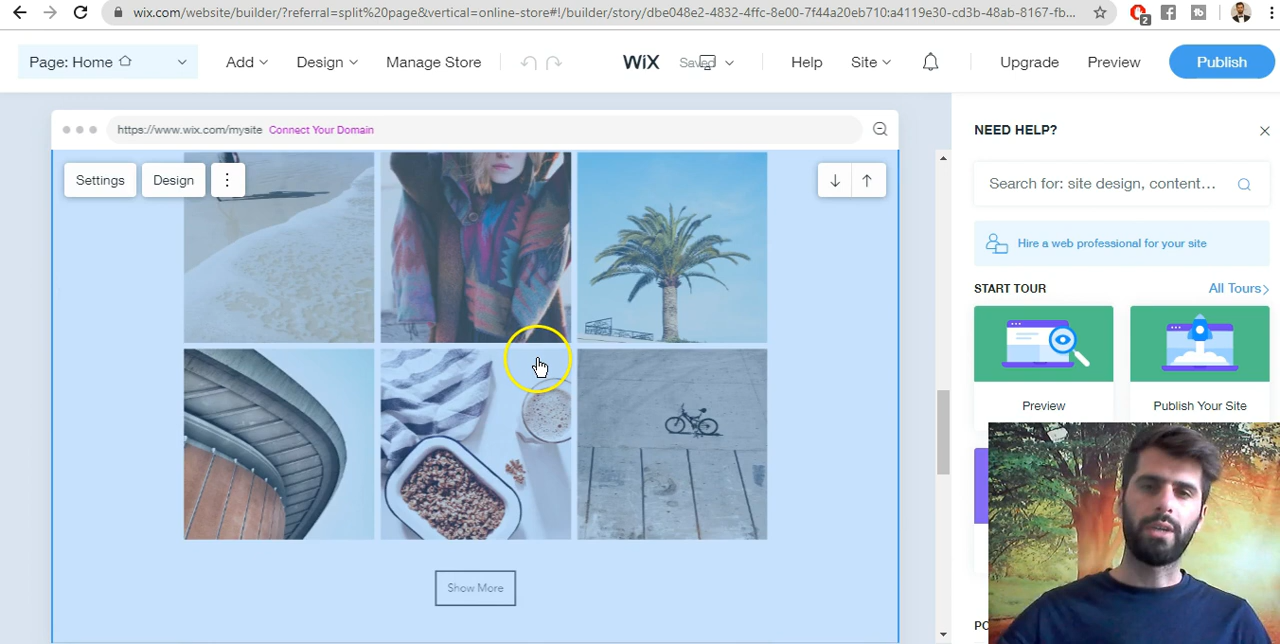 wix.com/website/builder/?referral=split%20page&vertical=online-store#!/builder/story/dbe048e2-4832-4ffc-8e00-7f44a20eb710:a4119e30-cd3b-48ab-8167-fb...
2
Page: Home
Add
Design
Manage Store
WiX
Saved
Help
Site
Upgrade
Preview
Publish
https://www.wix.com/mysite Connect Your Domain
NEED HELP?
Settings
Design
Search for: site design, content...
Hire a web professional for your site
START TOUR
All Tours
Preview
Publish Your Site
Show More